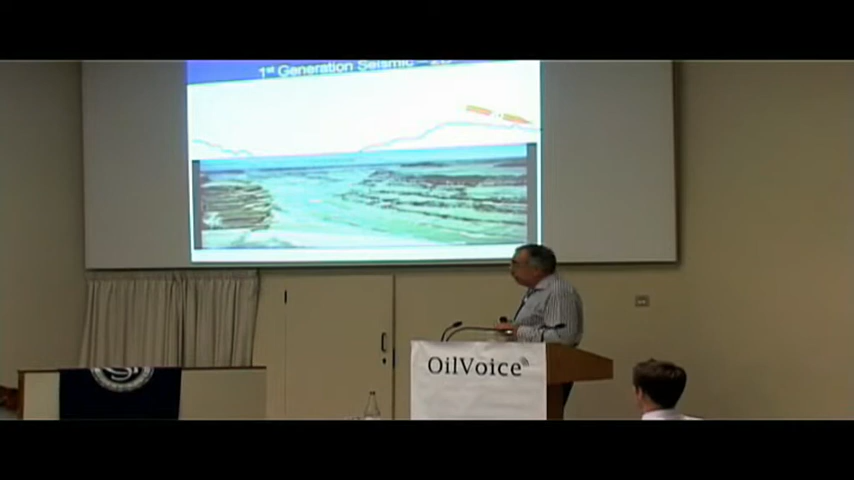 1st Generation Seismic –
OilVoice